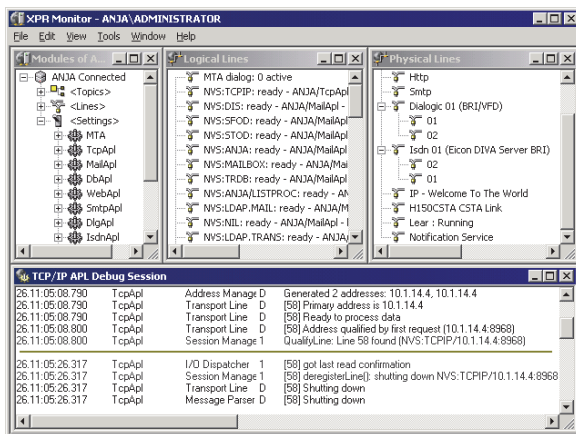 XPR Monitor - ANJA\ADMINISTRATOR
File Edit View Tools Window Help
Modules of A...
ANJA Connected
<Topics>
<Lines>
<Settings>
MTA
TcpApl
MailApl
DbApl
WebApl
SmtpApl
DlgApl
IsdnApl
Logical Lines
MTA dialog: 0 active
NVS:TCPIP: ready - ANJA/TcpApl
NVS:DIS: ready - ANJA/MailApl -
NVS:SFOD: ready - ANJA/MailApl
NVS:STOD: ready - ANJA/MailApl
NVS:ANJA: ready - ANJA/MailApl
NVS:MAILBOX: ready - ANJA/Mai
NVS:TRDB: ready - ANJA/MailApl
NVS:ANJA/LISTPROC: ready - AN
NVS:LDAP.MAIL: ready - ANJA/M
NVS:NIL: ready - ANJA/MailApl -
NVS:LDAP.TRANS: ready - ANJA/
Physical Lines
Http
Smtp
Dialogic 01 (BRI/VFD)
01
02
Isdn 01 (Eicon DIVA Server BRI)
02
01
IP - Welcome To The World
H150CSTA CSTA Link
Lear : Running
Notification Service
TCP/IP APL Debug Session
26.11:05:08.790 TcpApl Address Manage D Generated 2 addresses: 10.1.14.4, 10.1.14.4
26.11:05:08.790 TcpApl Transport Line D [58] Primary address is 10.1.14.4
26.11:05:08.790 TcpApl Transport Line D [58] Ready to process data
26.11:05:08.800 TcpApl Transport Line D [58] Address qualified by first request (10.1.14.4:8968)
26.11:05:08.800 TcpApl Session Manage 1 QualifyLine: Line 58 found (NVS:TCPIP/10.1.14.4:8968)
26.11:05:26.317 TcpApl I/O Dispatcher 1 [58] got last read confirmation
26.11:05:26.317 TcpApl Session Manage 1 [58] deregisterLine(): shutting down NVS:TCPIP/10.1.14.4:8968
26.11:05:26.317 TcpApl Transport Line D [58] Shutting down
26.11:05:26.317 TcpApl Message Parser D [58] Shutting down